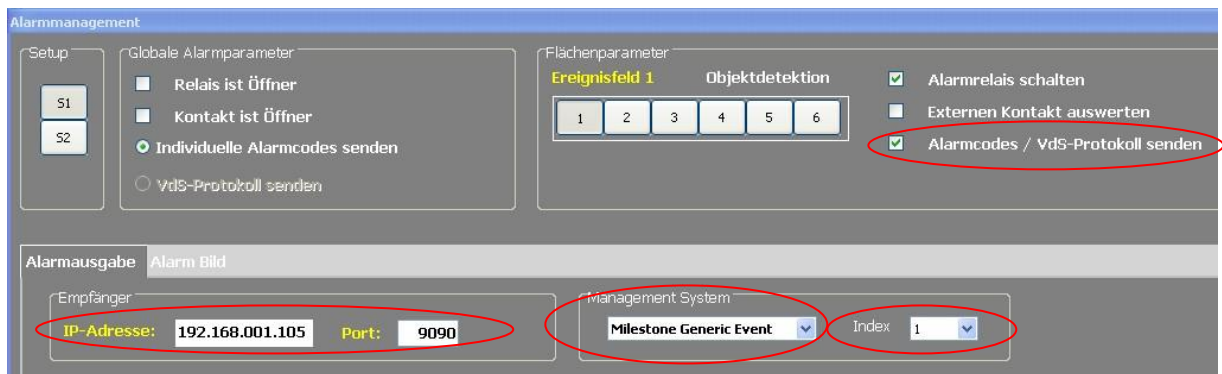 Alarmmanagement
Setup
S1
S2
Globale Alarmparameter
Relais ist Öffner
Kontakt ist Öffner
Individuelle Alarmcodes senden
VdS-Protokoll senden
Flächenparameter
Ereignisfeld 1 Objektdetektion
1 2 3 4 5 6
Alarmrelais schalten
Externen Kontakt auswerten
Alarmcodes / VdS-Protokoll senden
Alarmausgabe Alarm Bild
Empfänger
IP-Adresse: 192.168.001.105 Port: 9090
Management System
Milestone Generic Event
Index 1